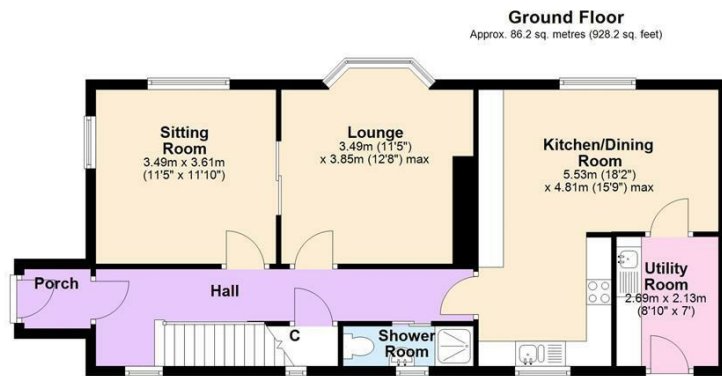 Ground Floor
Approx. 86.2 sq. metres (928.2 sq. feet)
Sitting
Room
3.49m x 3.61m
(11'5" x 11'10")
Lounge
3.49m (11'5")
x 3.85m (12'8") max
Kitchen/Dining
Room
5.53m (18'2")
x 4.81m (15'9") max
Porch
Hall
C
Shower
Room
Utility
Room
2.69m x 2.13m
(8'10" x 7')